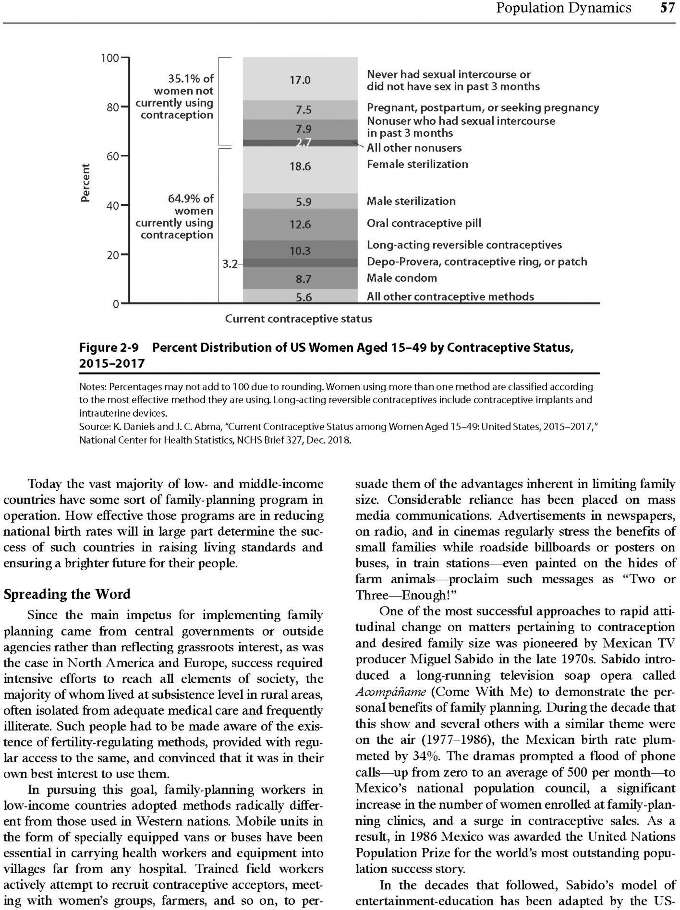 Population Dynamics 57
100
80
60
40
20
0
Percent
35.1% of
women not
currently using
contraception
64.9% of
women
currently using
contraception
17.0
Never had sexual intercourse or
did not have sex in past 3 months
7.5
Pregnant, postpartum, or seeking pregnancy
7.9
Nonuser who had sexual intercourse
in past 3 months
2.7
All other nonusers
18.6
Female sterilization
5.9
Male sterilization
12.6
Oral contraceptive pill
10.3
Long-acting reversible contraceptives
3.2
Depo-Provera, contraceptive ring, or patch
8.7
Male condom
5.6
All other contraceptive methods
Current contraceptive status
Figure 2-9 Percent Distribution of US Women Aged 15–49 by Contraceptive Status,
2015–2017
Notes: Percentages may not add to 100 due to rounding. Women using more than one method are classified according
to the most effective method they are using. Long-acting reversible contraceptives include contraceptive implants and
intrauterine devices.
Source: K. Daniels and J. C. Abma, "Current Contraceptive Status among Women Aged 15–49: United States, 2015–2017,"
National Center for Health Statistics, NCHS Brief 327, Dec. 2018.
Today the vast majority of low- and middle-income
countries have some sort of family-planning program in
operation. How effective those programs are in reducing
national birth rates will in large part determine the suc-
cess of such countries in raising living standards and
ensuring a brighter future for their people.
Spreading the Word
Since the main impetus for implementing family
planning came from central governments or outside
agencies rather than reflecting grassroots interest, as was
the case in North America and Europe, success required
intensive efforts to reach all elements of society, the
majority of whom lived at subsistence level in rural areas,
often isolated from adequate medical care and frequently
illiterate. Such people had to be made aware of the exis-
tence of fertility-regulating methods, provided with regu-
lar access to the same, and convinced that it was in their
own best interest to use them.
In pursuing this goal, family-planning workers in
low-income countries adopted methods radically differ-
ent from those used in Western nations. Mobile units in
the form of specially equipped vans or buses have been
essential in carrying health workers and equipment into
villages far from any hospital. Trained field workers
actively attempt to recruit contraceptive acceptors, meet-
ing with women's groups, farmers, and so on, to per-
suade them of the advantages inherent in limiting family
size. Considerable reliance has been placed on mass
media communications. Advertisements in newspapers,
on radio, and in cinemas regularly stress the benefits of
small families while roadside billboards or posters on
buses, in train stations—even painted on the hides of
farm animals—proclaim such messages as "Two or
Three—Enough!"
One of the most successful approaches to rapid atti-
tudinal change on matters pertaining to contraception
and desired family size was pioneered by Mexican TV
producer Miguel Sabido in the late 1970s. Sabido intro-
duced a long-running television soap opera called
Acompáñame (Come With Me) to demonstrate the per-
sonal benefits of family planning. During the decade that
this show and several others with a similar theme were
on the air (1977–1986), the Mexican birth rate plum-
meted by 34%. The dramas prompted a flood of phone
calls—up from zero to an average of 500 per month—to
Mexico's national population council, a significant
increase in the number of women enrolled at family-plan-
ning clinics, and a surge in contraceptive sales. As a
result, in 1986 Mexico was awarded the United Nations
Population Prize for the world's most outstanding popu-
lation success story.
In the decades that followed, Sabido's model of
entertainment-education has been adapted by the US-